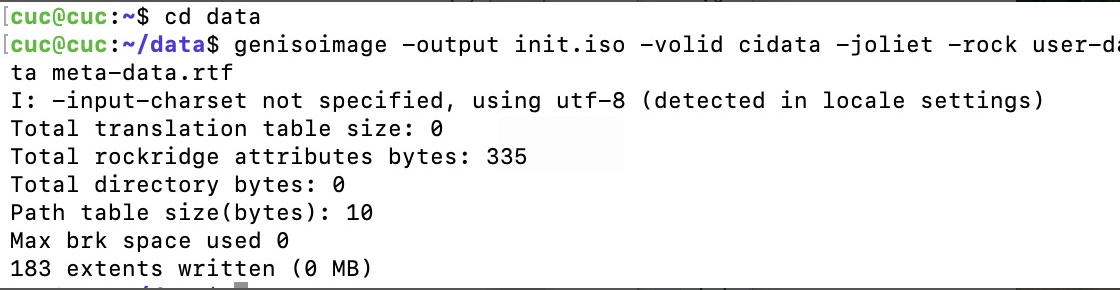 [cuc@cuc:~$ cd data
[cuc@cuc:~/data$ genisoimage -output init.iso -volid cidata -joliet -rock user-da
ta meta-data.rtf
I: -input-charset not specified, using utf-8 (detected in locale settings)
Total translation table size: 0
Total rockridge attributes bytes: 335
Total directory bytes: 0
Path table size(bytes): 10
Max brk space used 0
183 extents written (0 MB)